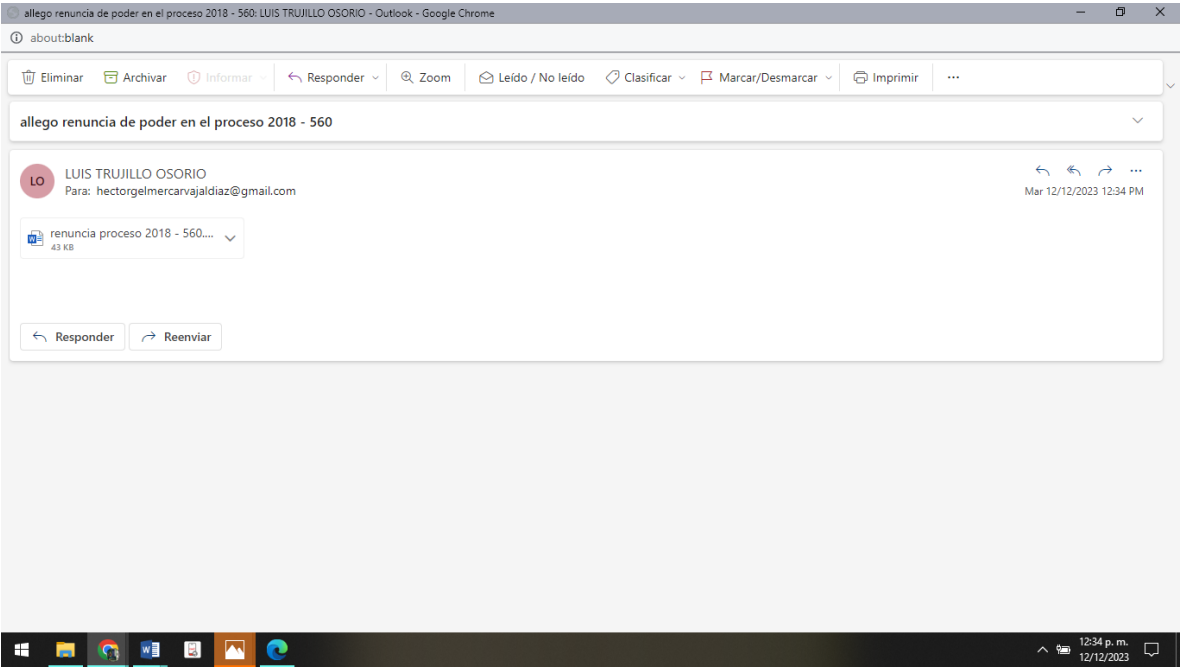 allego renuncia de poder en el proceso 2018 - 560: LUIS TRUJILLO OSORIO - Outlook - Google Chrome
about:blank
Eliminar Archivar Informar Responder Zoom Leído / No leído Clasificar Marcar/Desmarcar Imprimir ...
allego renuncia de poder en el proceso 2018 - 560
LO LUIS TRUJILLO OSORIO
Para: hectorgelmercarvajaldiaz@gmail.com
Mar 12/12/2023 12:34 PM
renuncia proceso 2018 - 560....
43 KB
Responder Reenviar
12:34 p. m.
12/12/2023